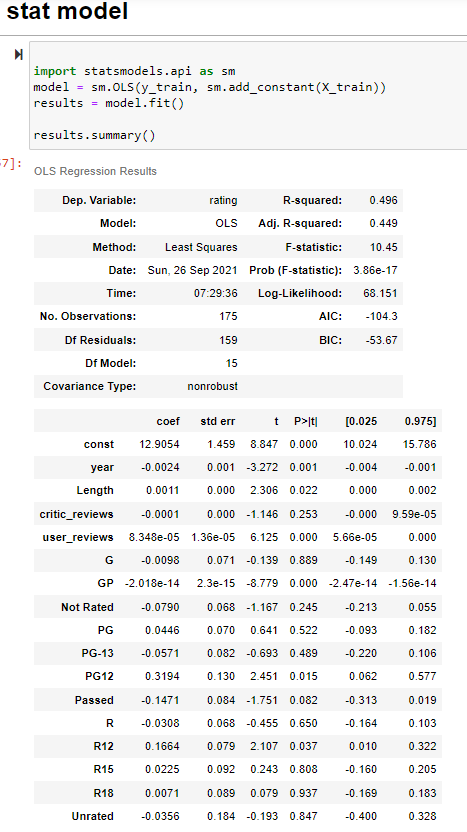 stat model
import statsmodels.api as sm
model = sm.OLS(y_train, sm.add_constant(X_train))
results = model.fit()
results.summary()
7]:
OLS Regression Results
Dep. Variable: rating R-squared: 0.496
Model: OLS Adj. R-squared: 0.449
Method: Least Squares F-statistic: 10.45
Date: Sun, 26 Sep 2021 Prob (F-statistic): 3.86e-17
Time: 07:29:36 Log-Likelihood: 68.151
No. Observations: 175 AIC: -104.3
Df Residuals: 159 BIC: -53.67
Df Model: 15
Covariance Type: nonrobust
coef std err t P>|t| [0.025 0.975]
const 12.9054 1.459 8.847 0.000 10.024 15.786
year -0.0024 0.001 -3.272 0.001 -0.004 -0.001
Length 0.0011 0.000 2.306 0.022 0.000 0.002
critic_reviews -0.0001 0.000 -1.146 0.253 -0.000 9.59e-05
user_reviews 8.348e-05 1.36e-05 6.125 0.000 5.66e-05 0.000
G -0.0098 0.071 -0.139 0.889 -0.149 0.130
GP -2.018e-14 2.3e-15 -8.779 0.000 -2.47e-14 -1.56e-14
Not Rated -0.0790 0.068 -1.167 0.245 -0.213 0.055
PG 0.0446 0.070 0.641 0.522 -0.093 0.182
PG-13 -0.0571 0.082 -0.693 0.489 -0.220 0.106
PG12 0.3194 0.130 2.451 0.015 0.062 0.577
Passed -0.1471 0.084 -1.751 0.082 -0.313 0.019
R -0.0308 0.068 -0.455 0.650 -0.164 0.103
R12 0.1664 0.079 2.107 0.037 0.010 0.322
R15 0.0225 0.092 0.243 0.808 -0.160 0.205
R18 0.0071 0.089 0.079 0.937 -0.169 0.183
Unrated -0.0356 0.184 -0.193 0.847 -0.400 0.328